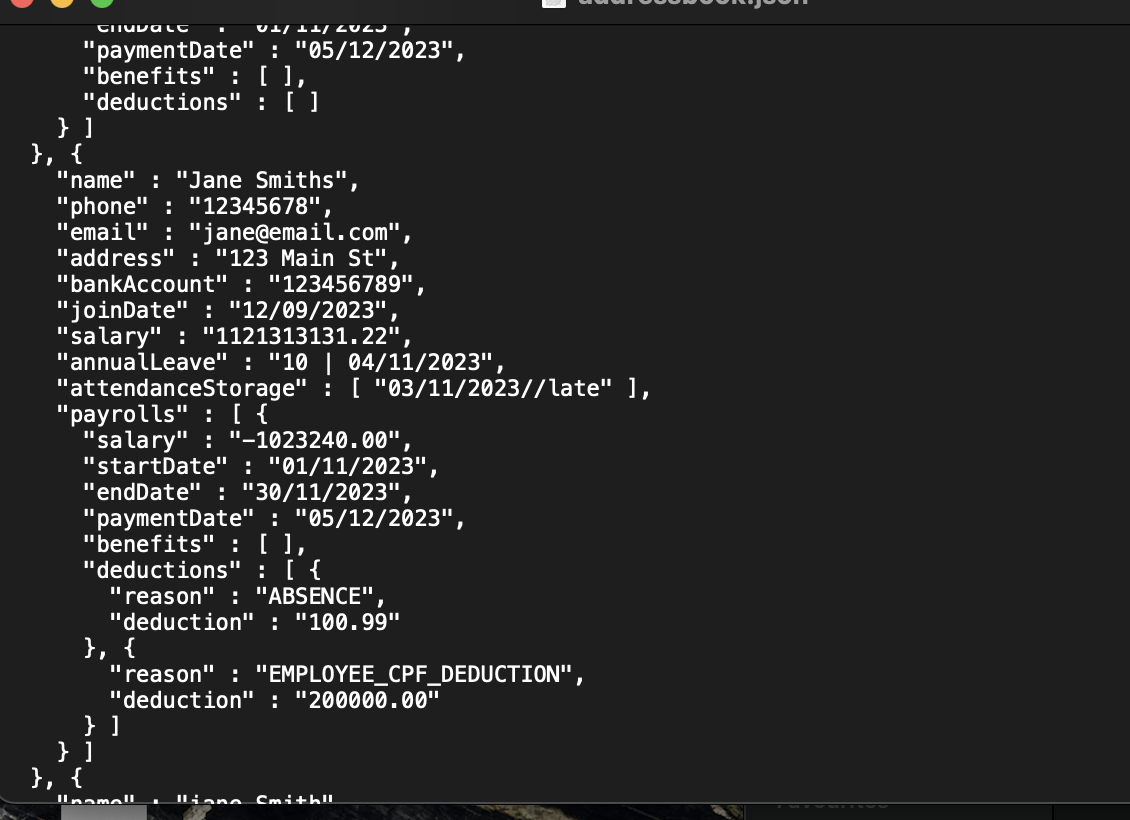 addressbook.json
"endDate" : "01/11/2023",
"paymentDate" : "05/12/2023",
"benefits" : [ ],
"deductions" : [ ]
} ]
}, {
"name" : "Jane Smiths",
"phone" : "12345678",
"email" : "jane@email.com",
"address" : "123 Main St",
"bankAccount" : "123456789",
"joinDate" : "12/09/2023",
"salary" : "1121313131.22",
"annualLeave" : "10 | 04/11/2023",
"attendanceStorage" : [ "03/11/2023//late" ],
"payrolls" : [ {
"salary" : "-1023240.00",
"startDate" : "01/11/2023",
"endDate" : "30/11/2023",
"paymentDate" : "05/12/2023",
"benefits" : [ ],
"deductions" : [ {
"reason" : "ABSENCE",
"deduction" : "100.99"
}, {
"reason" : "EMPLOYEE_CPF_DEDUCTION",
"deduction" : "200000.00"
} ]
} ]
}, {
"name" : "jane Smith"
Favourites